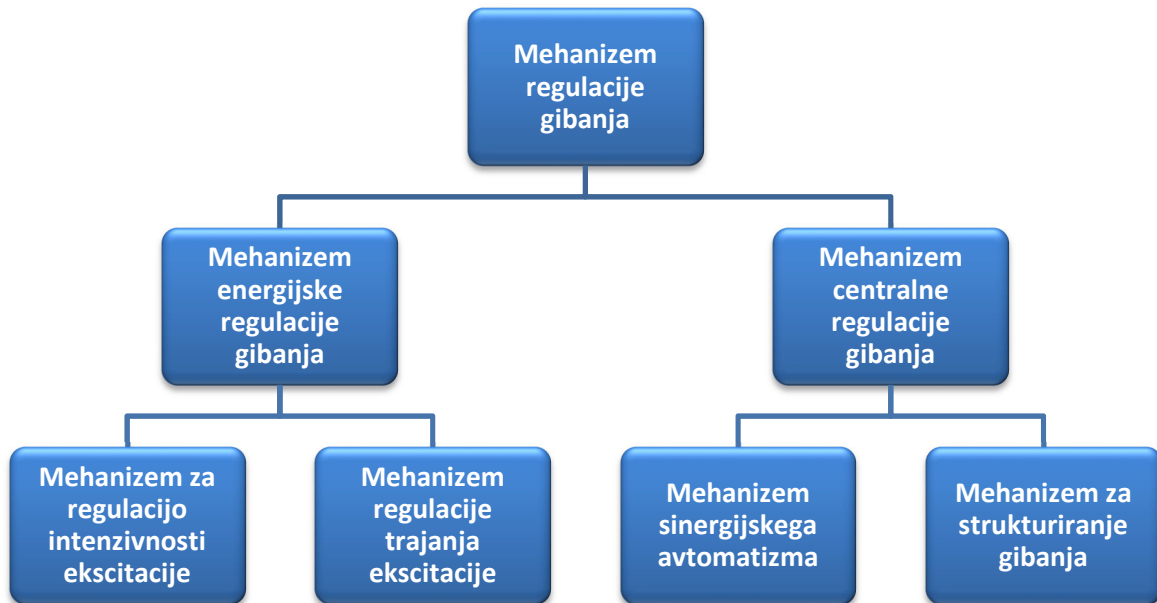 Mehanizem
regulacije
gibanja
Mehanizem
energijske
regulacije
gibanja
Mehanizem
centralne
regulacije
gibanja
Mehanizem za
regulacijo
intenzivnosti
ekscitacije
Mehanizem
regulacije
trajanja
ekscitacije
Mehanizem
sinergijskega
avtomatizma
Mehanizem za
strukturiranje
gibanja